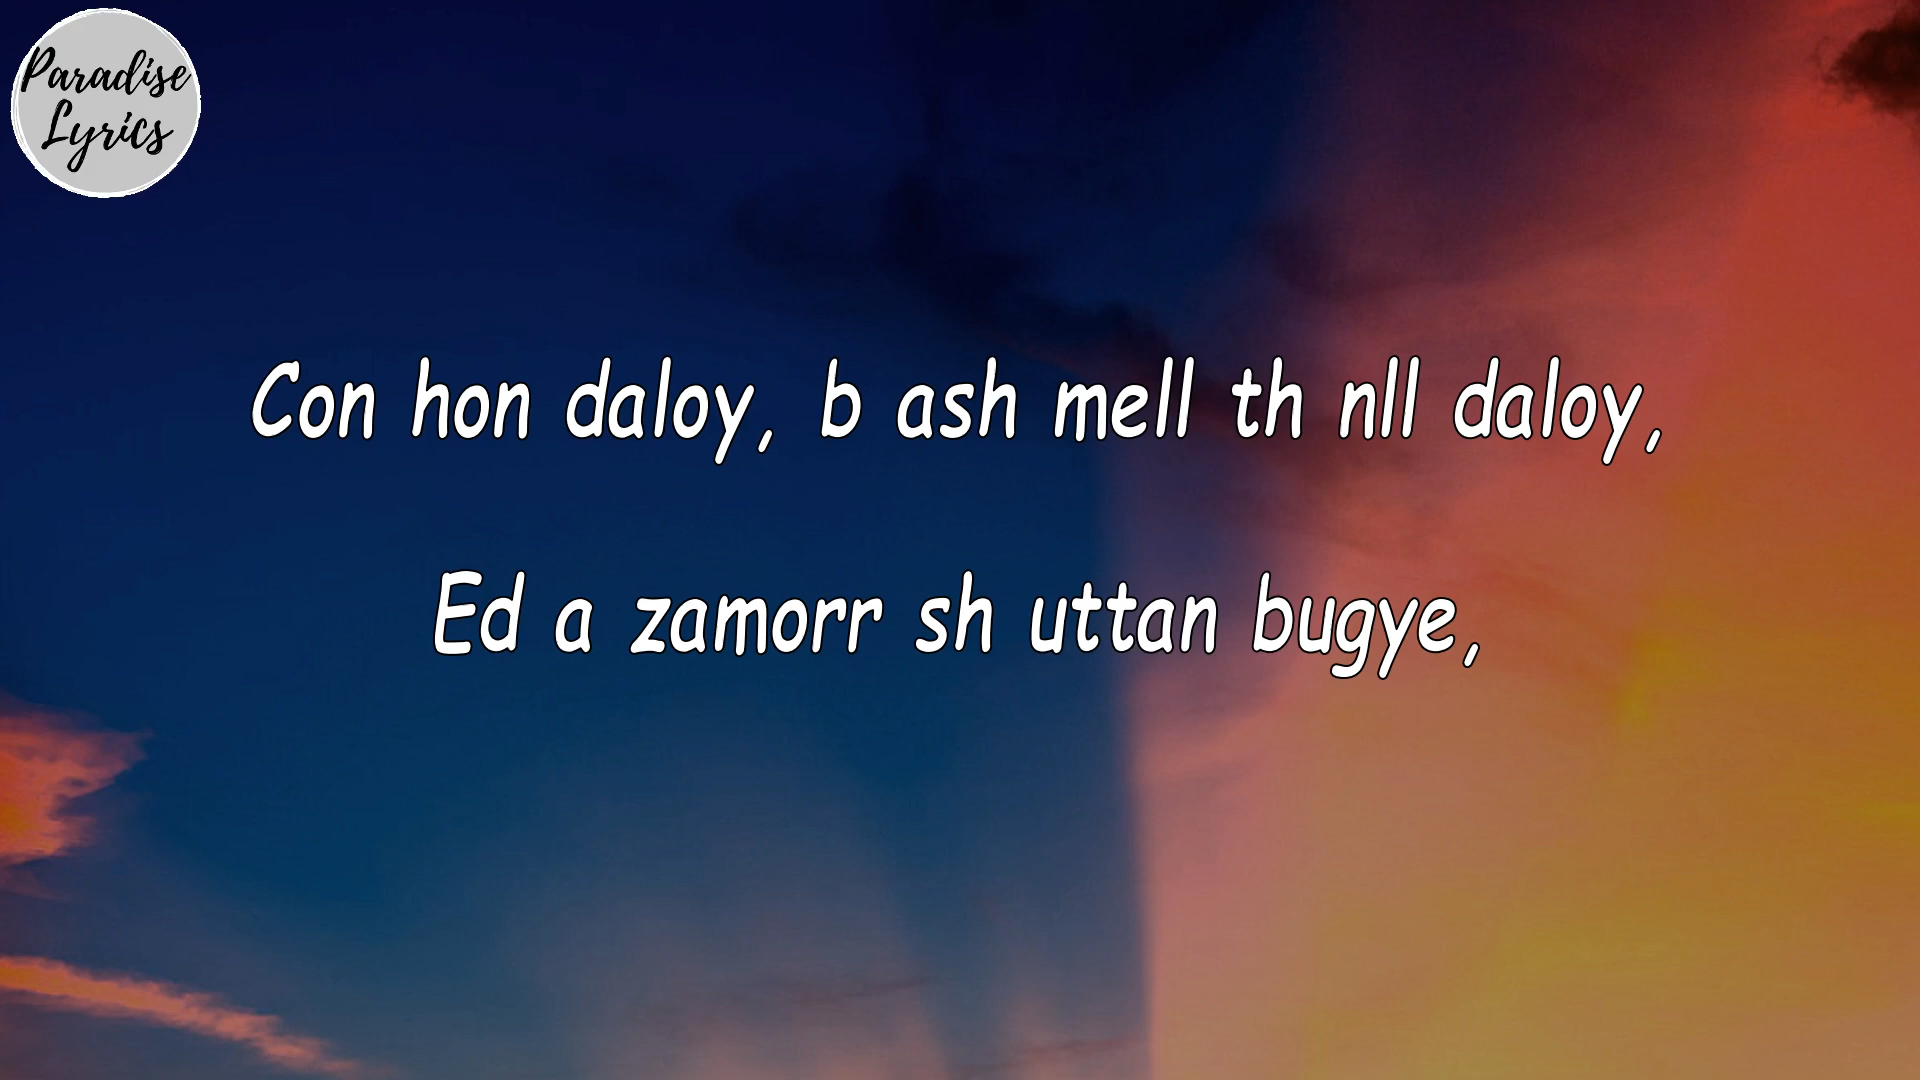 Paradise
Lyrics
Con hon daloy, b ash mell th nll daloy,
Ed a zamorr sh uttan bugye,